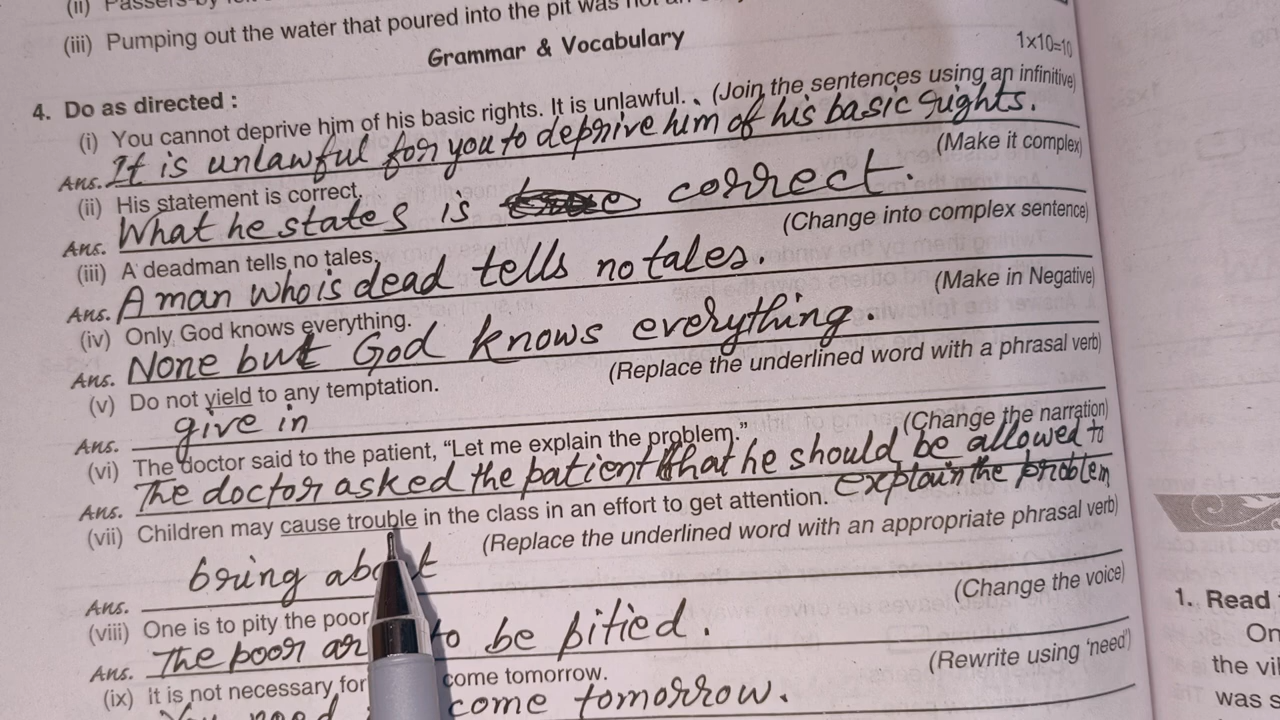 (ii) Passers-by
(iii) Pumping out the water that poured into the pit was not an
Grammar & Vocabulary
1x10=10
4. Do as directed :
(i) You cannot deprive him of his basic rights. It is unlawful. (Join the sentences using an infinitive)
Ans. It is unlawful for you to deprive him of his basic rights.
(ii) His statement is correct. (Make it complex)
Ans. What he states is correct.
(iii) A deadman tells no tales. (Change into complex sentence)
Ans. A man who is dead tells no tales.
(iv) Only God knows everything. (Make in Negative)
Ans. None but God knows everything.
(v) Do not yield to any temptation. (Replace the underlined word with a phrasal verb)
Ans. give in
(vi) The doctor said to the patient, “Let me explain the problem.” (Change the narration)
Ans. The doctor asked the patient that he should be allowed to
explain the problem
(vii) Children may cause trouble in the class in an effort to get attention.
(Replace the underlined word with an appropriate phrasal verb)
Ans. bring about
(viii) One is to pity the poor (Change the voice)
Ans. The poor to be pitied.
(ix) It is not necessary for come tomorrow. (Rewrite using 'need')
You need come tomorrow.
1. Read
the vil
was s